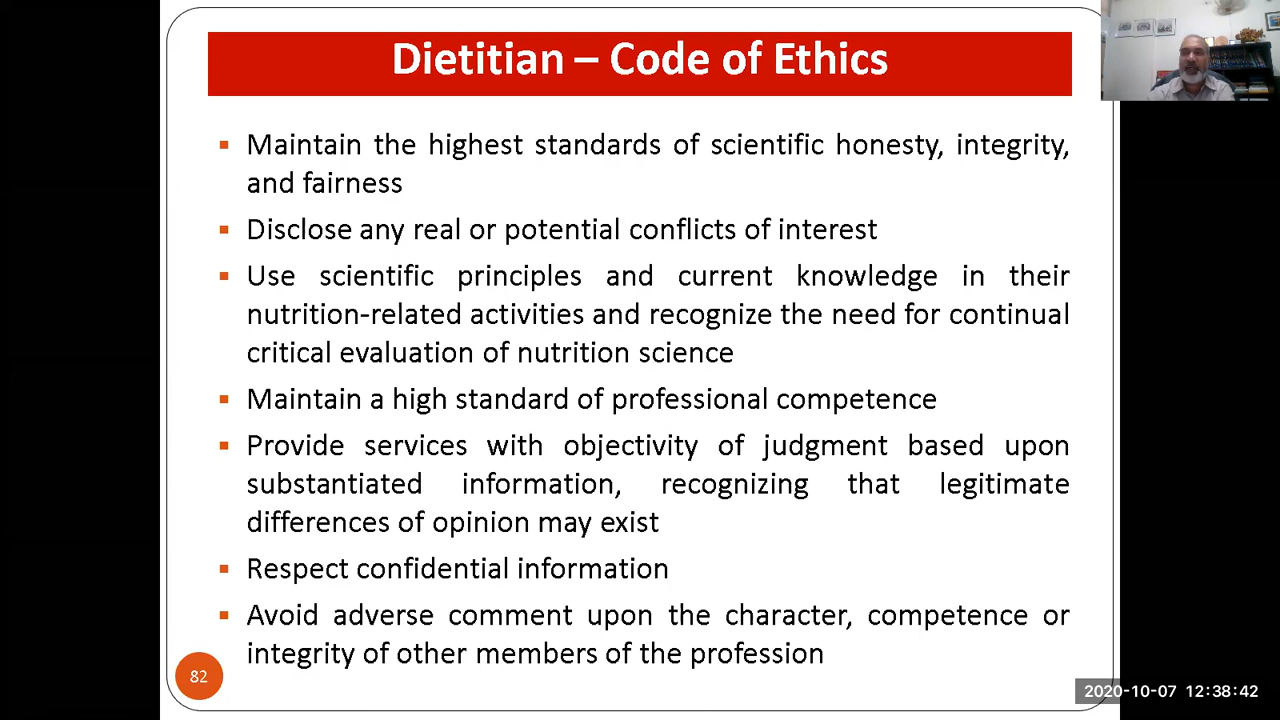 Dietitian – Code of Ethics
▪ Maintain the highest standards of scientific honesty, integrity,
and fairness
▪ Disclose any real or potential conflicts of interest
▪ Use scientific principles and current knowledge in their
nutrition-related activities and recognize the need for continual
critical evaluation of nutrition science
▪ Maintain a high standard of professional competence
▪ Provide services with objectivity of judgment based upon
substantiated information, recognizing that legitimate
differences of opinion may exist
▪ Respect confidential information
▪ Avoid adverse comment upon the character, competence or
integrity of other members of the profession
82
2020-10-07 12:38:42